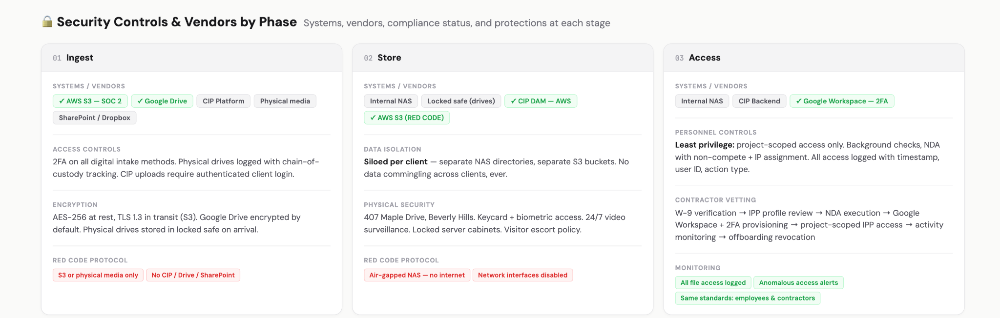 🔒 Security Controls & Vendors by Phase Systems, vendors, compliance status, and protections at each stage
01 Ingest
SYSTEMS / VENDORS
✓ AWS S3 — SOC 2 ✓ Google Drive CIP Platform Physical media
SharePoint / Dropbox
ACCESS CONTROLS
2FA on all digital intake methods. Physical drives logged with chain-of-
custody tracking. CIP uploads require authenticated client login.
ENCRYPTION
AES-256 at rest, TLS 1.3 in transit (S3). Google Drive encrypted by
default. Physical drives stored in locked safe on arrival.
RED CODE PROTOCOL
S3 or physical media only No CIP / Drive / SharePoint
02 Store
SYSTEMS / VENDORS
Internal NAS Locked safe (drives) ✓ CIP DAM — AWS
✓ AWS S3 (RED CODE)
DATA ISOLATION
Siloed per client — separate NAS directories, separate S3 buckets. No
data commingling across clients, ever.
PHYSICAL SECURITY
407 Maple Drive, Beverly Hills. Keycard + biometric access. 24/7 video
surveillance. Locked server cabinets. Visitor escort policy.
RED CODE PROTOCOL
Air-gapped NAS — no internet Network interfaces disabled
03 Access
SYSTEMS / VENDORS
Internal NAS CIP Backend ✓ Google Workspace — 2FA
PERSONNEL CONTROLS
Least privilege: project-scoped access only. Background checks, NDA
with non-compete + IP assignment. All access logged with timestamp,
user ID, action type.
CONTRACTOR VETTING
W-9 verification → IPP profile review → NDA execution → Google
Workspace + 2FA provisioning → project-scoped IPP access → activity
monitoring → offboarding revocation
MONITORING
All file access logged Anomalous access alerts
Same standards: employees & contractors